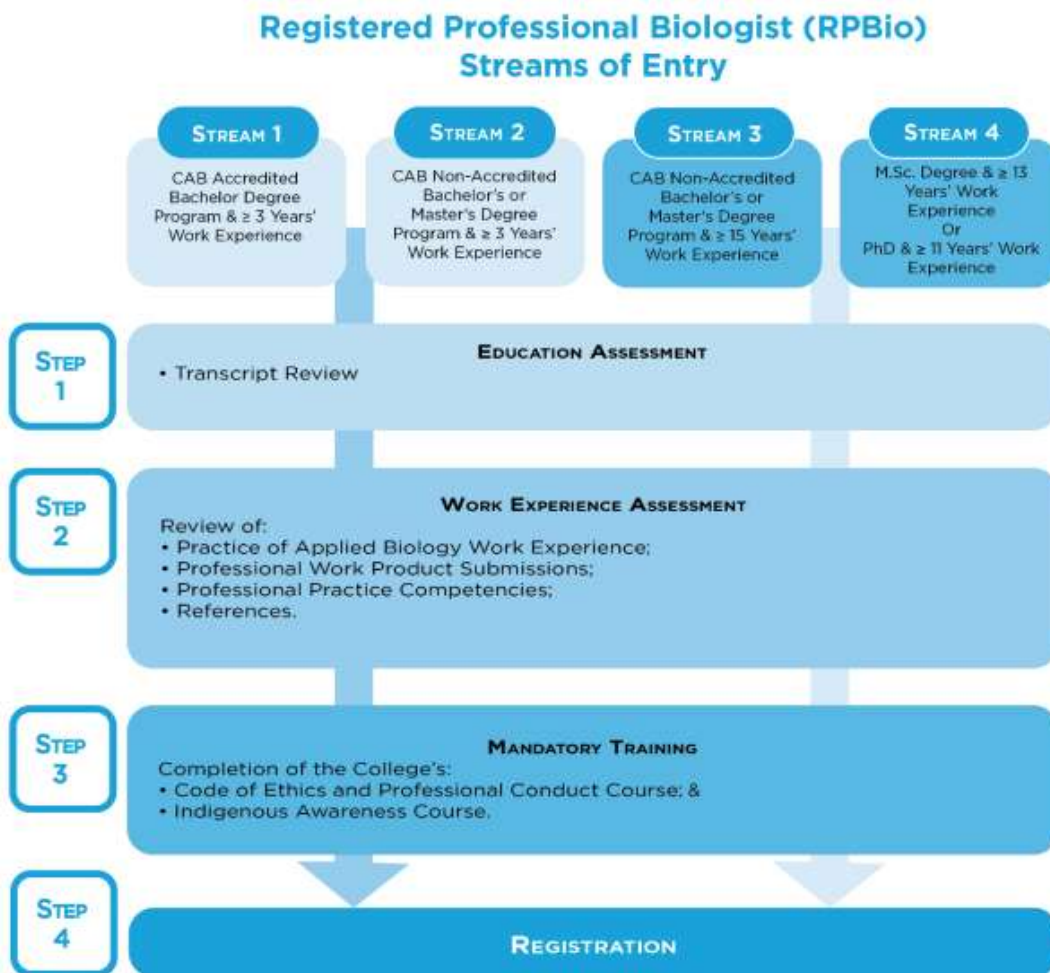 Registered Professional Biologist (RPBio)
Streams of Entry
STREAM 1
CAB Accredited
Bachelor Degree
Program & ≥ 3 Years'
Work Experience
STREAM 2
CAB Non-Accredited
Bachelor's or
Master's Degree
Program & ≥ 3 Years'
Work Experience
STREAM 3
CAB Non-Accredited
Bachelor's or
Master's Degree
Program & ≥ 15 Years'
Work Experience
STREAM 4
M.Sc. Degree & ≥ 13
Years' Work
Experience
Or
PhD & ≥ 11 Years' Work
Experience
STEP
1
EDUCATION ASSESSMENT
• Transcript Review
STEP
2
WORK EXPERIENCE ASSESSMENT
Review of:
• Practice of Applied Biology Work Experience;
• Professional Work Product Submissions;
• Professional Practice Competencies;
• References.
STEP
3
MANDATORY TRAINING
Completion of the College's:
• Code of Ethics and Professional Conduct Course; &
• Indigenous Awareness Course.
STEP
4
REGISTRATION